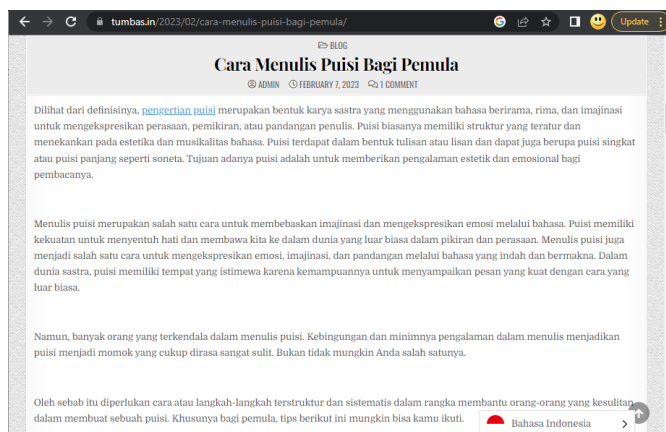 tumbas.in/2023/02/cara-menulis-puisi-bagi-pemula/
Update
BLOG
Cara Menulis Puisi Bagi Pemula
ADMIN FEBRUARY 7, 2023 1 COMMENT
Dilihat dari definisinya, pengertian puisi merupakan bentuk karya sastra yang menggunakan bahasa berirama, rima, dan imajinasi
untuk mengekspresikan perasaan, pemikiran, atau pandangan penulis. Puisi biasanya memiliki struktur yang teratur dan
menekankan pada estetika dan musikalitas bahasa. Puisi terdapat dalam bentuk tulisan atau lisan dan dapat juga berupa puisi singkat
atau puisi panjang seperti soneta. Tujuan adanya puisi adalah untuk memberikan pengalaman estetik dan emosional bagi
pembacanya.
Menulis puisi merupakan salah satu cara untuk membebaskan imajinasi dan mengekspresikan emosi melalui bahasa. Puisi memiliki
kekuatan untuk menyentuh hati dan membawa kita ke dalam dunia yang luar biasa dalam pikiran dan perasaan. Menulis puisi juga
menjadi salah satu cara untuk mengekspresikan emosi, imajinasi, dan pandangan melalui bahasa yang indah dan bermakna. Dalam
dunia sastra, puisi memiliki tempat yang istimewa karena kemampuannya untuk menyampaikan pesan yang kuat dengan cara yang
luar biasa.
Namun, banyak orang yang terkendala dalam menulis puisi. Kebingungan dan minimnya pengalaman dalam menulis menjadikan
puisi menjadi momok yang cukup dirasa sangat sulit. Bukan tidak mungkin Anda salah satunya.
Oleh sebab itu diperlukan cara atau langkah-langkah terstruktur dan sistematis dalam rangka membantu orang-orang yang kesulitan
dalam membuat sebuah puisi. Khusunya bagi pemula, tips berikut ini mungkin bisa kamu ikuti.
Bahasa Indonesia